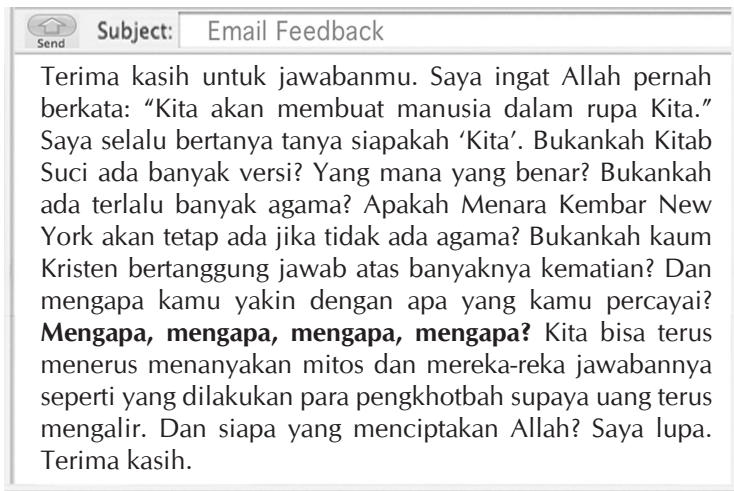 Send
Subject: Email Feedback
Terima kasih untuk jawabanmu. Saya ingat Allah pernah
berkata: “Kita akan membuat manusia dalam rupa Kita.”
Saya selalu bertanya tanya siapakah ‘Kita’. Bukankah Kitab
Suci ada banyak versi? Yang mana yang benar? Bukankah
ada terlalu banyak agama? Apakah Menara Kembar New
York akan tetap ada jika tidak ada agama? Bukankah kaum
Kristen bertanggung jawab atas banyaknya kematian? Dan
mengapa kamu yakin dengan apa yang kamu percayai?
Mengapa, mengapa, mengapa, mengapa? Kita bisa terus
menerus menanyakan mitos dan mereka-reka jawabannya
seperti yang dilakukan para pengkhotbah supaya uang terus
mengalir. Dan siapa yang menciptakan Allah? Saya lupa.
Terima kasih.